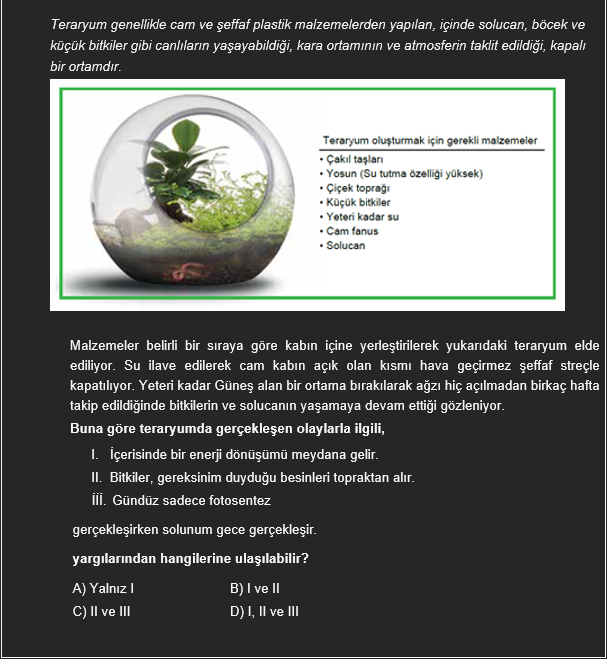 Teraryum genellikle cam ve şeffaf plastik malzemelerden yapılan, içinde solucan, böcek ve
küçük bitkiler gibi canlıların yaşayabildiği, kara ortamının ve atmosferin taklit edildiği, kapalı
bir ortamdır.
Teraryum oluşturmak için gerekli malzemeler
• Çakıl taşları
• Yosun (Su tutma özelliği yüksek)
• Çiçek toprağı
• Küçük bitkiler
• Yeteri kadar su
• Cam fanus
• Solucan
Malzemeler belirli bir sıraya göre kabın içine yerleştirilerek yukarıdaki teraryum elde
ediliyor. Su ilave edilerek cam kabın açık olan kısmı hava geçirmez şeffaf streçle
kapatılıyor. Yeteri kadar Güneş alan bir ortama bırakılarak ağzı hiç açılmadan birkaç hafta
takip edildiğinde bitkilerin ve solucanın yaşamaya devam ettiği gözleniyor.
Buna göre teraryumda gerçekleşen olaylarla ilgili,
I. İçerisinde bir enerji dönüşümü meydana gelir.
II. Bitkiler, gereksinim duyduğu besinleri topraktan alır.
İİİ. Gündüz sadece fotosentez
gerçekleşirken solunum gece gerçekleşir.
yargılarından hangilerine ulaşılabilir?
A) Yalnız I B) I ve II
C) II ve III D) I, II ve III